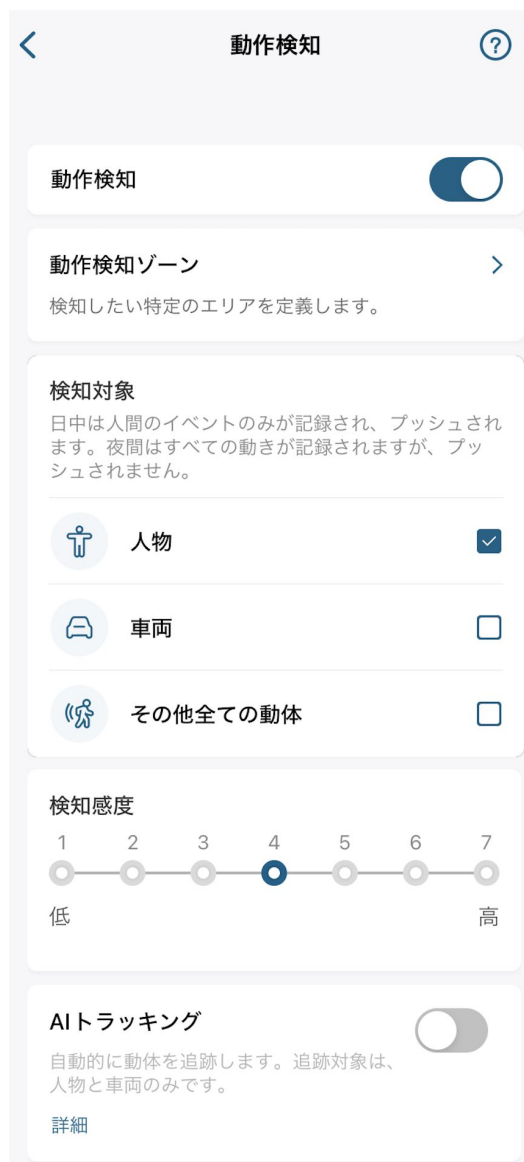 動作検知
動作検知
動作検知ゾーン
検知したい特定のエリアを定義します。
検知対象
日中は人間のイベントのみが記録され、プッシュされ
ます。夜間はすべての動きが記録されますが、プッ
シュされません。
人物
車両
その他全ての動体
検知感度
1 2 3 4 5 6 7
低 高
AIトラッキング
自動的に動体を追跡します。追跡対象は、
人物と車両のみです。
詳細